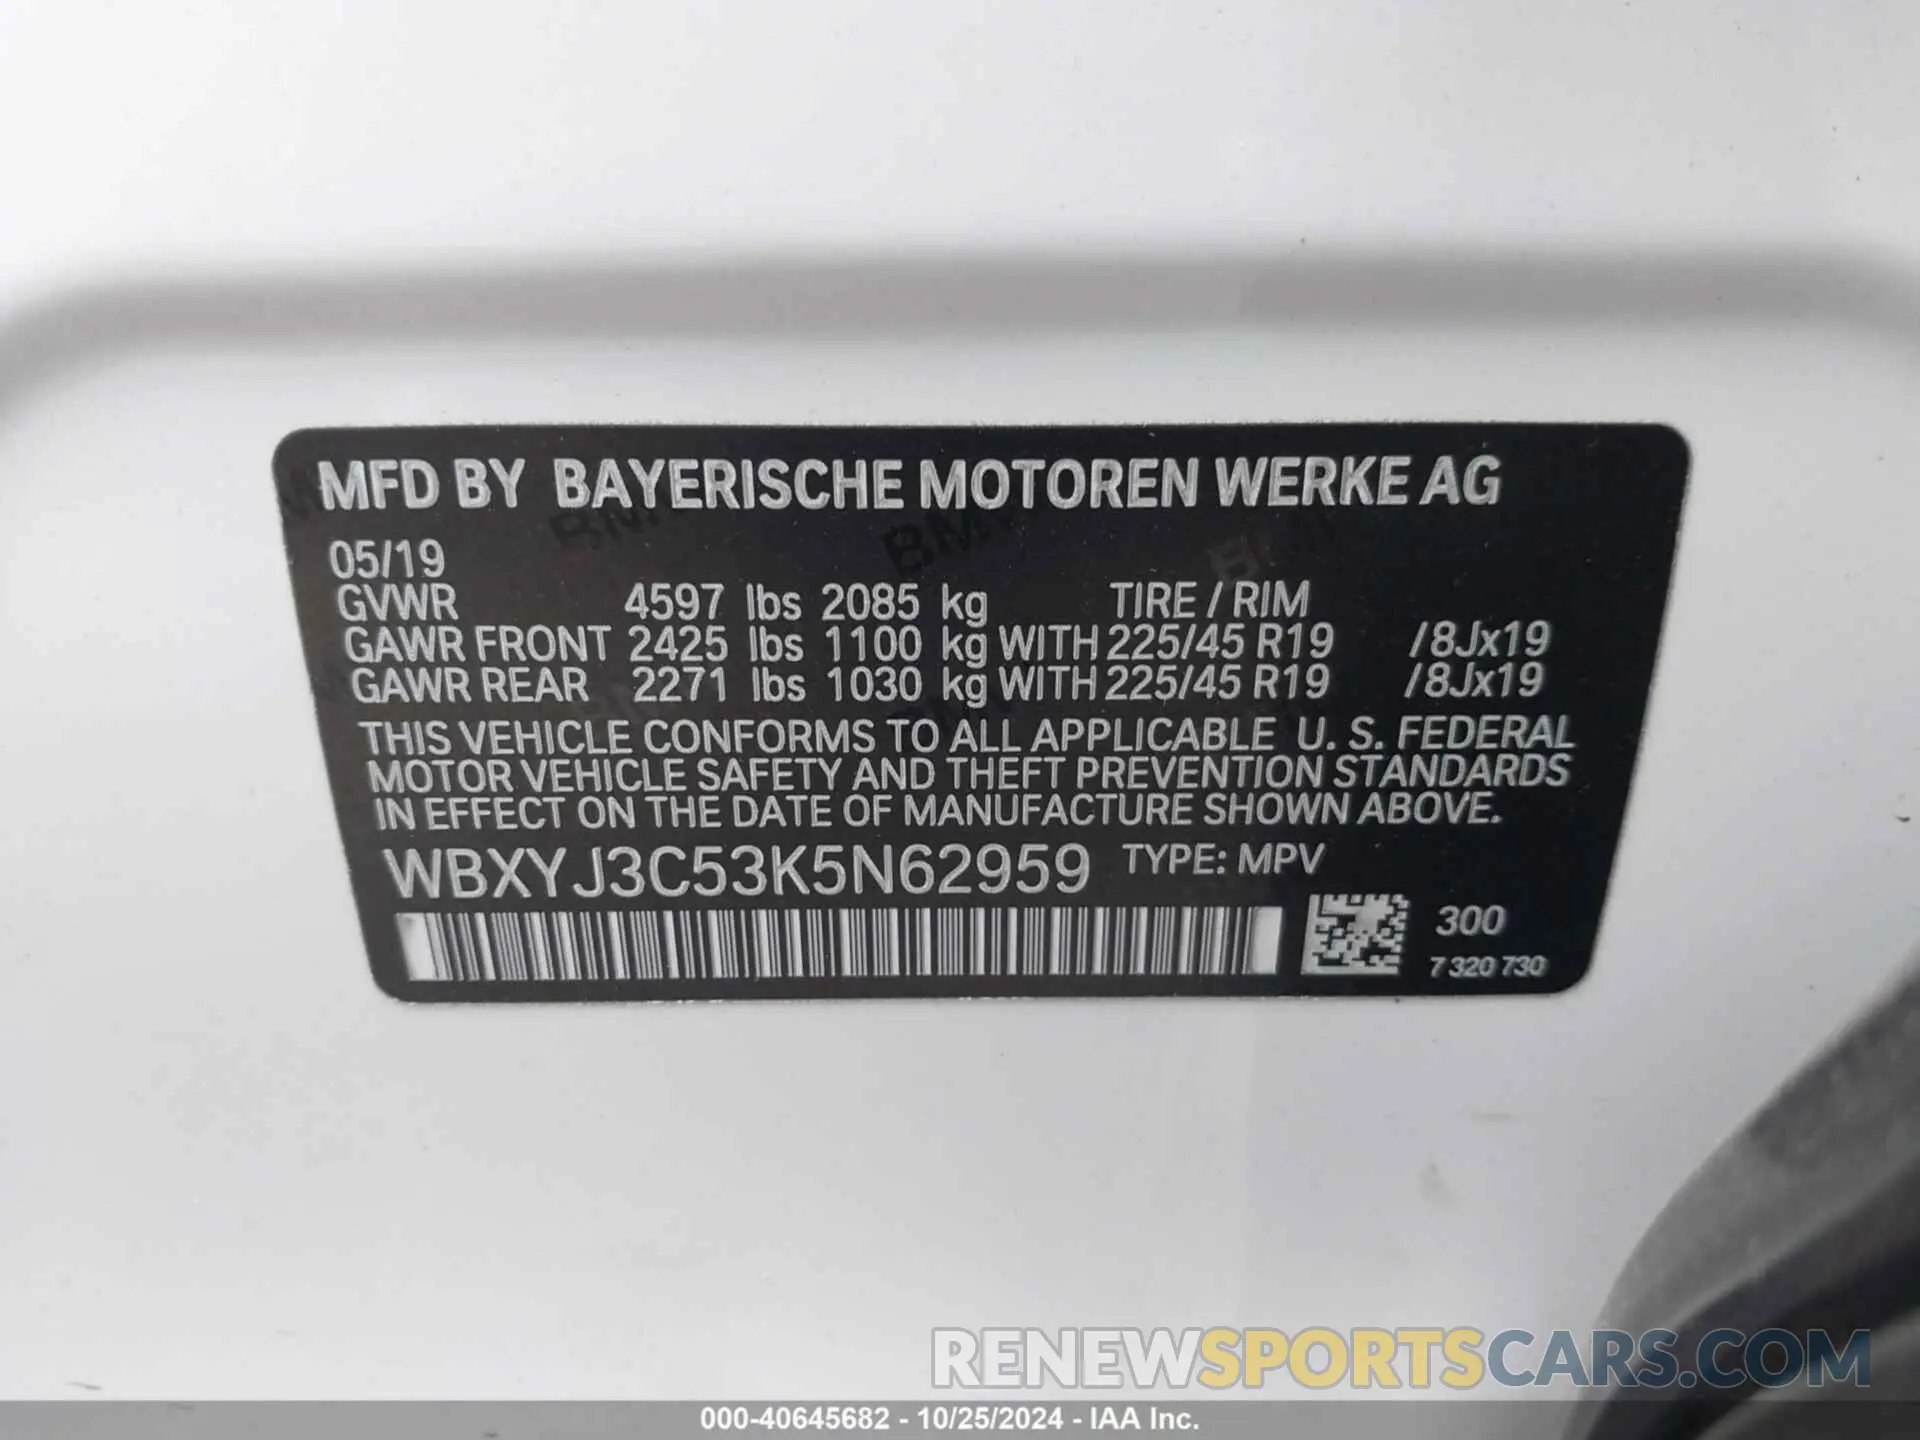 MFD BY BAYERISCHE MOTOREN WERKE AG
05/19
GVWR 4597 lbs 2085 kg TIRE / RIM
GAWR FRONT 2425 lbs 1100 kg WITH 225/45 R19 /8Jx19
GAWR REAR 2271 lbs 1030 kg WITH 225/45 R19 /8Jx19
THIS VEHICLE CONFORMS TO ALL APPLICABLE U. S. FEDERAL
MOTOR VEHICLE SAFETY AND THEFT PREVENTION STANDARDS
IN EFFECT ON THE DATE OF MANUFACTURE SHOWN ABOVE.
WBXYJ3C53K5N62959 TYPE: MPV
300
7 320 730
RENEWSPORTSCARS.COM
000-40645682 - 10/25/2024 - IAA Inc.